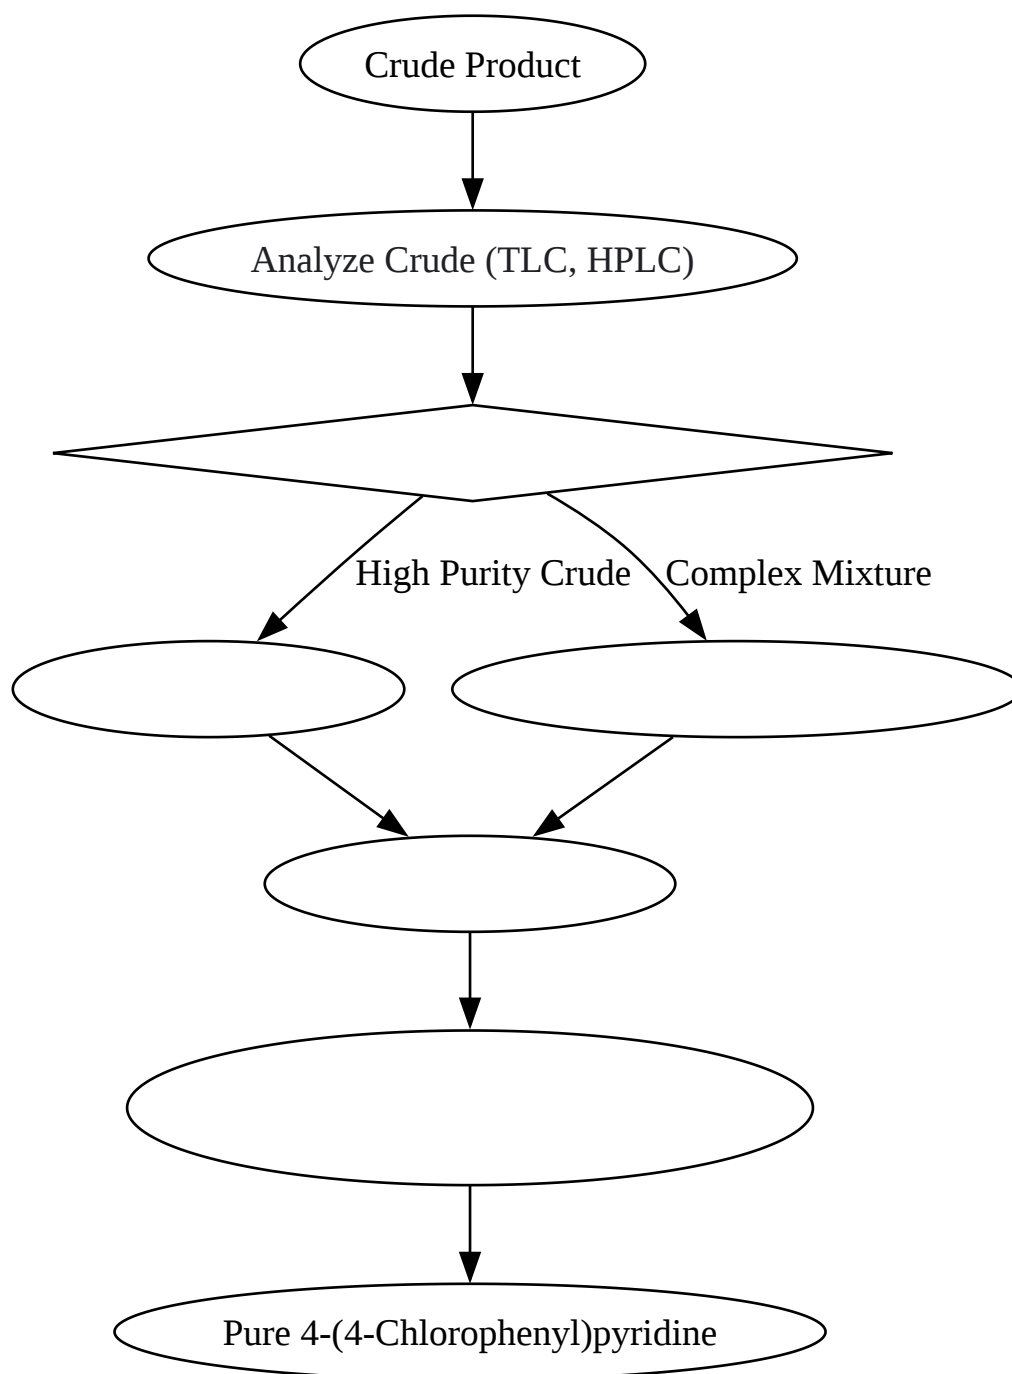 Crude Product
Analyze Crude (TLC, HPLC)
High Purity Crude
Complex Mixture
Pure 4-(4-Chlorophenyl)pyridine